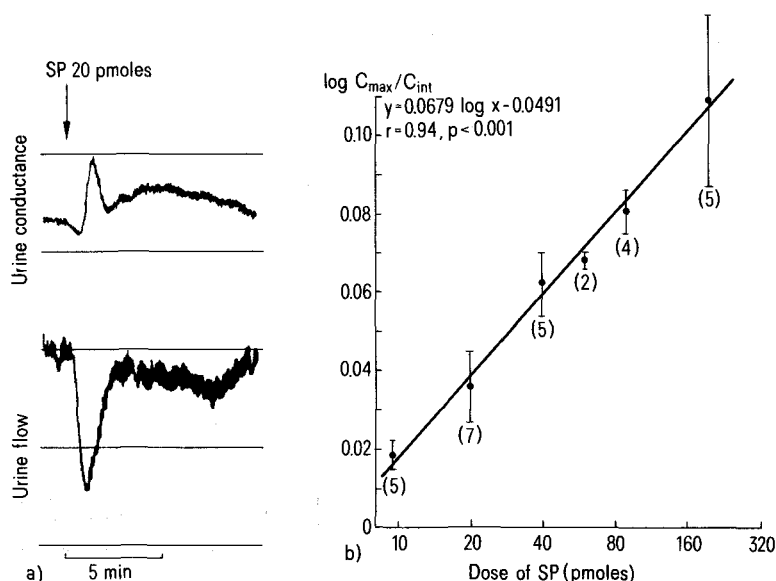 SP 20 pmoles
Urine conductance
Urine flow
a)
5 min
log Cmax/Cint
y=0.0679 log x-0.0491
r=0.94, p<0.001
0.10
0.08
0.06
0.04
0.02
0
(5)
(7)
(5)
(2)
(4)
(5)
b)
10 20 40 80 160 320
Dose of SP (pmoles)